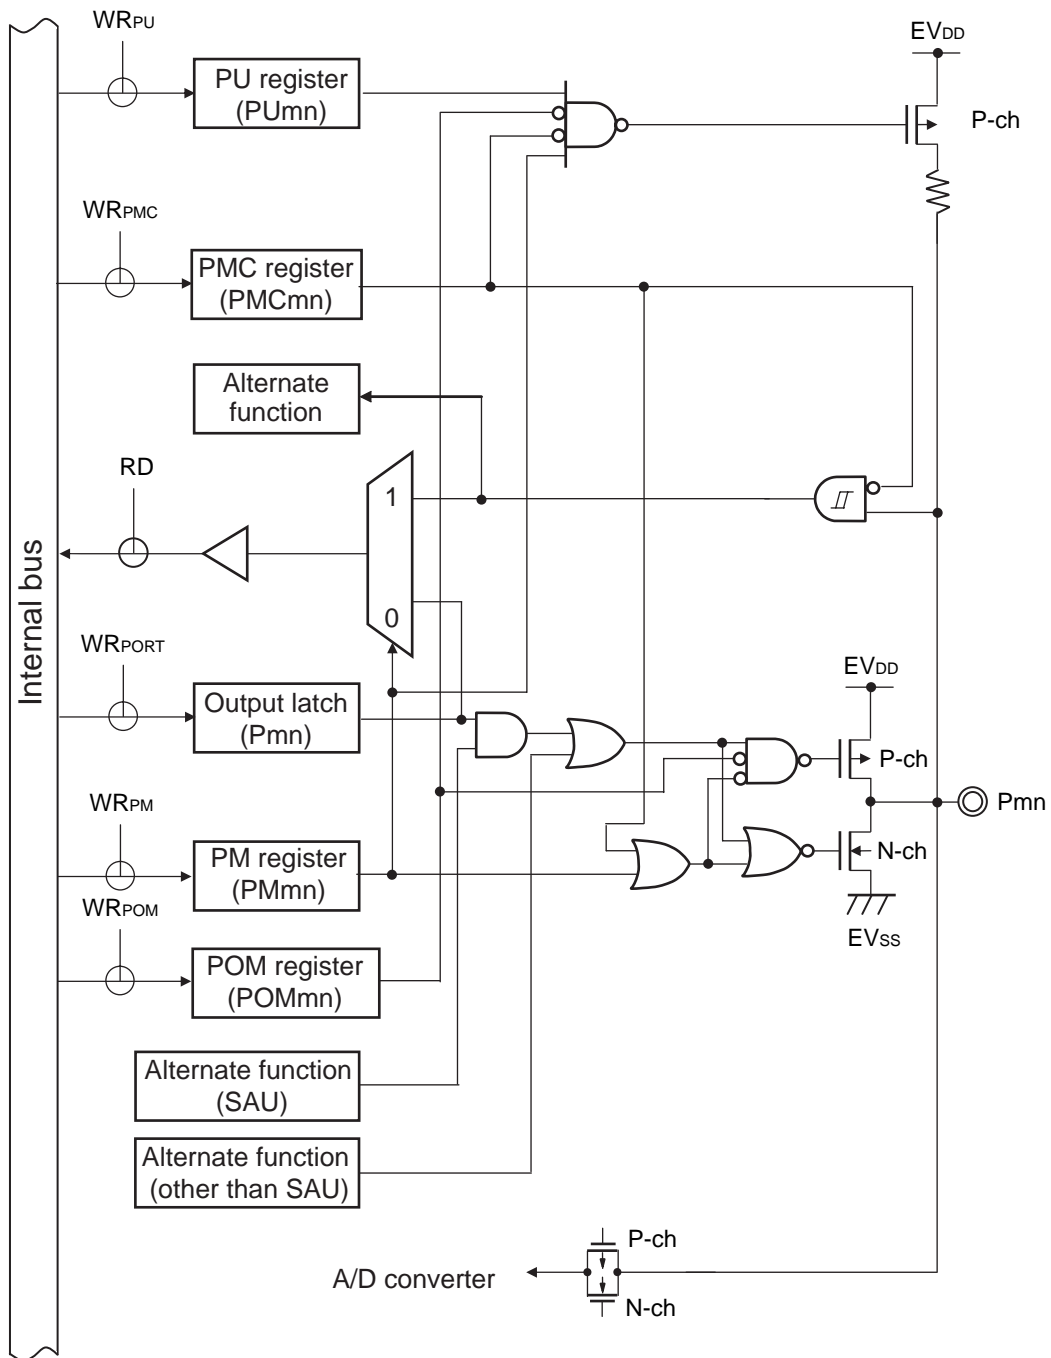 WRPU
EVDD
PU register
(PUmn)
P-ch
WRPMC
PMC register
(PMCmn)
Alternate
function
RD
1
0
Internal bus
WRPORT
EVDD
Output latch
(Pmn)
P-ch
WRPM
Pmn
PM register
(PMmn)
N-ch
WRPOM
EVSS
POM register
(POMmn)
Alternate function
(SAU)
Alternate function
(other than SAU)
P-ch
A/D converter
N-ch